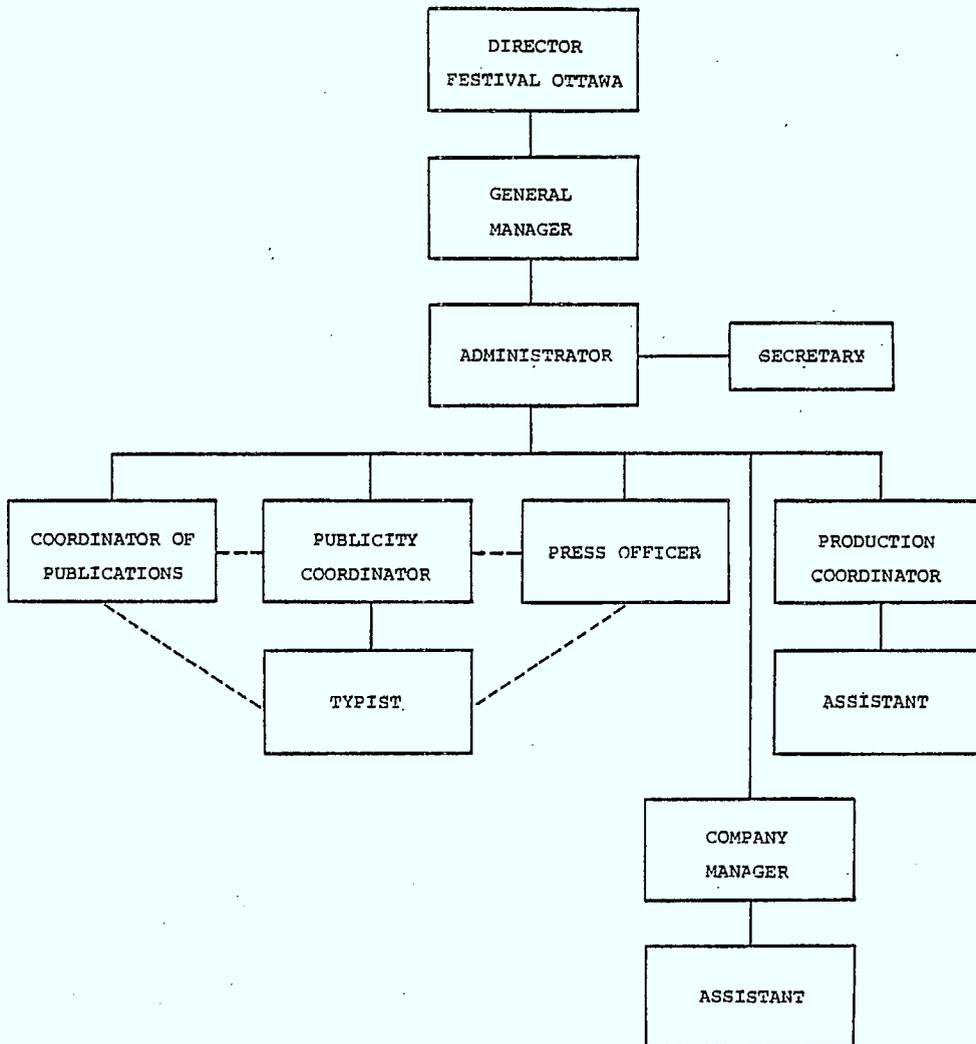 DIRECTOR
FESTIVAL OTTAWA
GENERAL
MANAGER
ADMINISTRATOR
SECRETARY
COORDINATOR OF
PUBLICATIONS
PUBLICITY
COORDINATOR
PRESS OFFICER
PRODUCTION
COORDINATOR
TYPIST
ASSISTANT
COMPANY
MANAGER
ASSISTANT